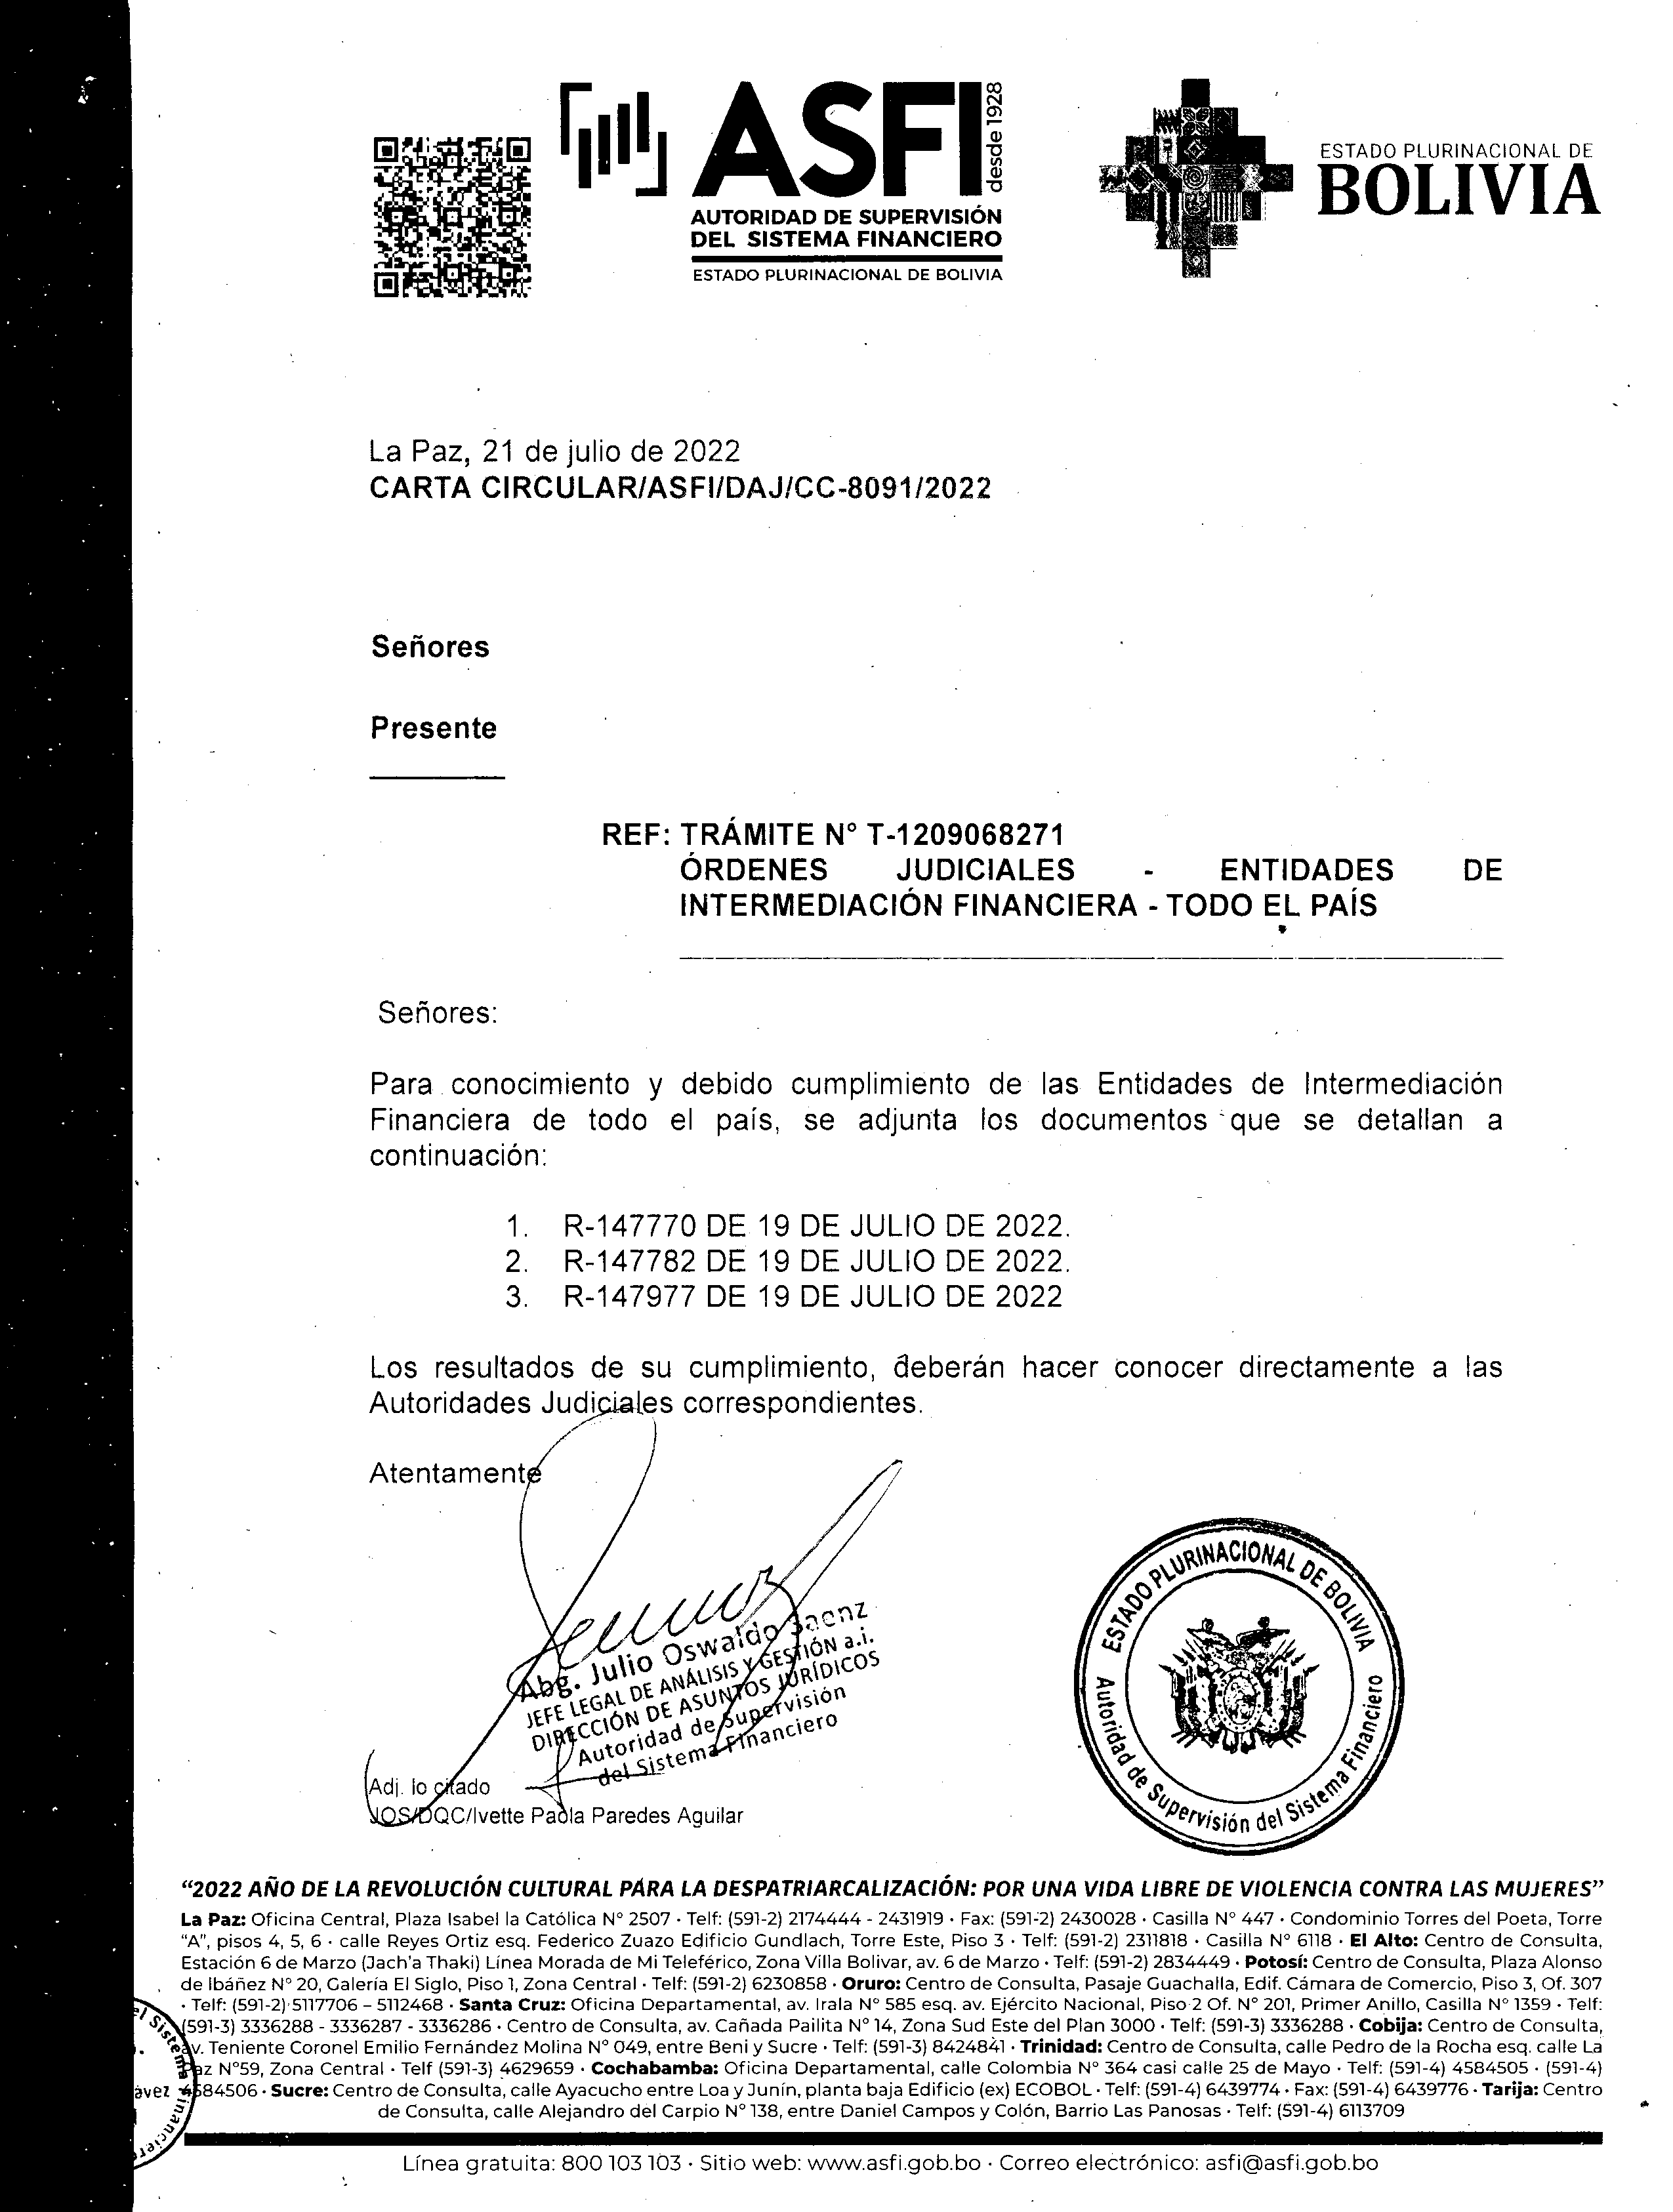 ASFI desde 1928
AUTORIDAD DE SUPERVISIÓN
DEL SISTEMA FINANCIERO
ESTADO PLURINACIONAL DE BOLIVIA
ESTADO PLURINACIONAL DE
BOLIVIA
La Paz, 21 de julio de 2022
CARTA CIRCULAR/ASFI/DAJ/CC-8091/2022
Señores
Presente
REF: TRÁMITE N° T-1209068271
ÓRDENES JUDICIALES - ENTIDADES DE
INTERMEDIACIÓN FINANCIERA - TODO EL PAÍS
Señores:
Para conocimiento y debido cumplimiento de las Entidades de Intermediación
Financiera de todo el país, se adjunta los documentos que se detallan a
continuación:
1. R-147770 DE 19 DE JULIO DE 2022.
2. R-147782 DE 19 DE JULIO DE 2022.
3. R-147977 DE 19 DE JULIO DE 2022
Los resultados de su cumplimiento, deberán hacer conocer directamente a las
Autoridades Judiciales correspondientes.
Atentamente
Abg. Julio Oswaldo Saenz
JEFE LEGAL DE ANÁLISIS Y GESTIÓN a.i.
DIRECCIÓN DE ASUNTOS JURÍDICOS
Autoridad de Supervisión
del Sistema Financiero
ESTADO PLURINACIONAL DE BOLIVIA
Autoridad de Supervisión del Sistema Financiero
Adj. lo citado
JOS/DQC/Ivette Paola Paredes Aguilar
“2022 AÑO DE LA REVOLUCIÓN CULTURAL PARA LA DESPATRIARCALIZACIÓN: POR UNA VIDA LIBRE DE VIOLENCIA CONTRA LAS MUJERES”
La Paz: Oficina Central, Plaza Isabel la Católica N° 2507 · Telf: (591-2) 2174444 - 2431919 · Fax: (591-2) 2430028 · Casilla N° 447 · Condominio Torres del Poeta, Torre
“A”, pisos 4, 5, 6 · calle Reyes Ortiz esq. Federico Zuazo Edificio Gundlach, Torre Este, Piso 3 · Telf: (591-2) 2311818 · Casilla N° 6118 · El Alto: Centro de Consulta,
Estación 6 de Marzo (Jach'a Thaki) Línea Morada de Mi Teleférico, Zona Villa Bolivar, av. 6 de Marzo · Telf: (591-2) 2834449 · Potosí: Centro de Consulta, Plaza Alonso
de Ibáñez N° 20, Galería El Siglo, Piso 1, Zona Central · Telf: (591-2) 6230858 · Oruro: Centro de Consulta, Pasaje Guachalla, Edif. Cámara de Comercio, Piso 3, Of. 307
· Telf: (591-2) 5117706 – 5112468 · Santa Cruz: Oficina Departamental, av. Irala N° 585 esq. av. Ejército Nacional, Piso 2 Of. N° 201, Primer Anillo, Casilla N° 1359 · Telf:
(591-3) 3336288 - 3336287 - 3336286 · Centro de Consulta, av. Cañada Pailita N° 14, Zona Sud Este del Plan 3000 · Telf: (591-3) 3336288 · Cobija: Centro de Consulta,
av. Teniente Coronel Emilio Fernández Molina N° 049, entre Beni y Sucre · Telf: (591-3) 8424841 · Trinidad: Centro de Consulta, calle Pedro de la Rocha esq. calle La
Paz N°59, Zona Central · Telf (591-3) 4629659 · Cochabamba: Oficina Departamental, calle Colombia N° 364 casi calle 25 de Mayo · Telf: (591-4) 4584505 · (591-4)
4584506 · Sucre: Centro de Consulta, calle Ayacucho entre Loa y Junín, planta baja Edificio (ex) ECOBOL · Telf: (591-4) 6439774 · Fax: (591-4) 6439776 · Tarija: Centro
de Consulta, calle Alejandro del Carpio N° 138, entre Daniel Campos y Colón, Barrio Las Panosas · Telf: (591-4) 6113709
Línea gratuita: 800 103 103 · Sitio web: www.asfi.gob.bo · Correo electrónico: asfi@asfi.gob.bo